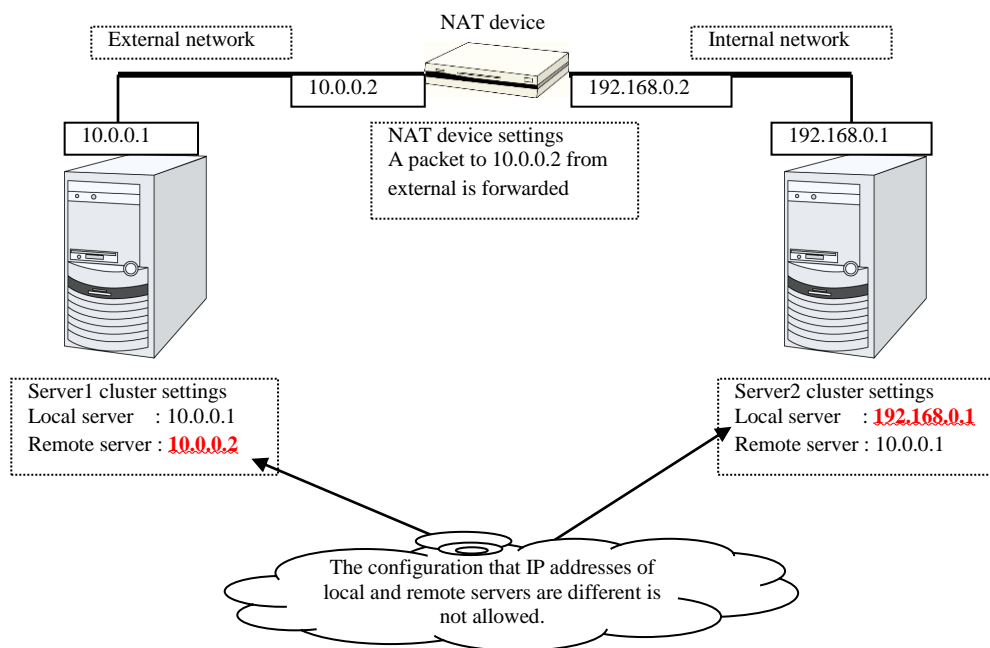 NAT device
External network
Internal network
10.0.0.2
192.168.0.2
10.0.0.1
192.168.0.1
NAT device settings
A packet to 10.0.0.2 from
external is forwarded
Server1 cluster settings
Local server : 10.0.0.1
Remote server : 10.0.0.2
Server2 cluster settings
Local server : 192.168.0.1
Remote server : 10.0.0.1
The configuration that IP addresses of
local and remote servers are different is
not allowed.